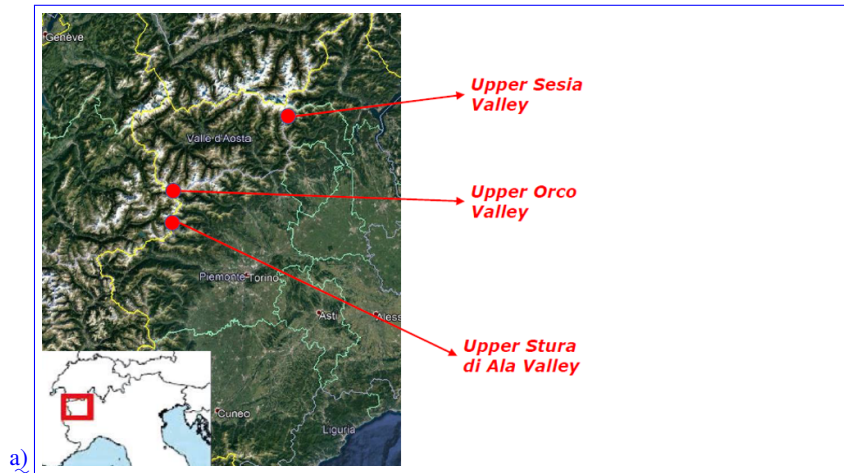 Genève
Upper Sesia
Valley
Valle d'Aosta
Upper Orco
Valley
Piemonte
Torino
Asti
Aless
Upper Stura
di Ala Valley
Cuneo
Liguria
a)